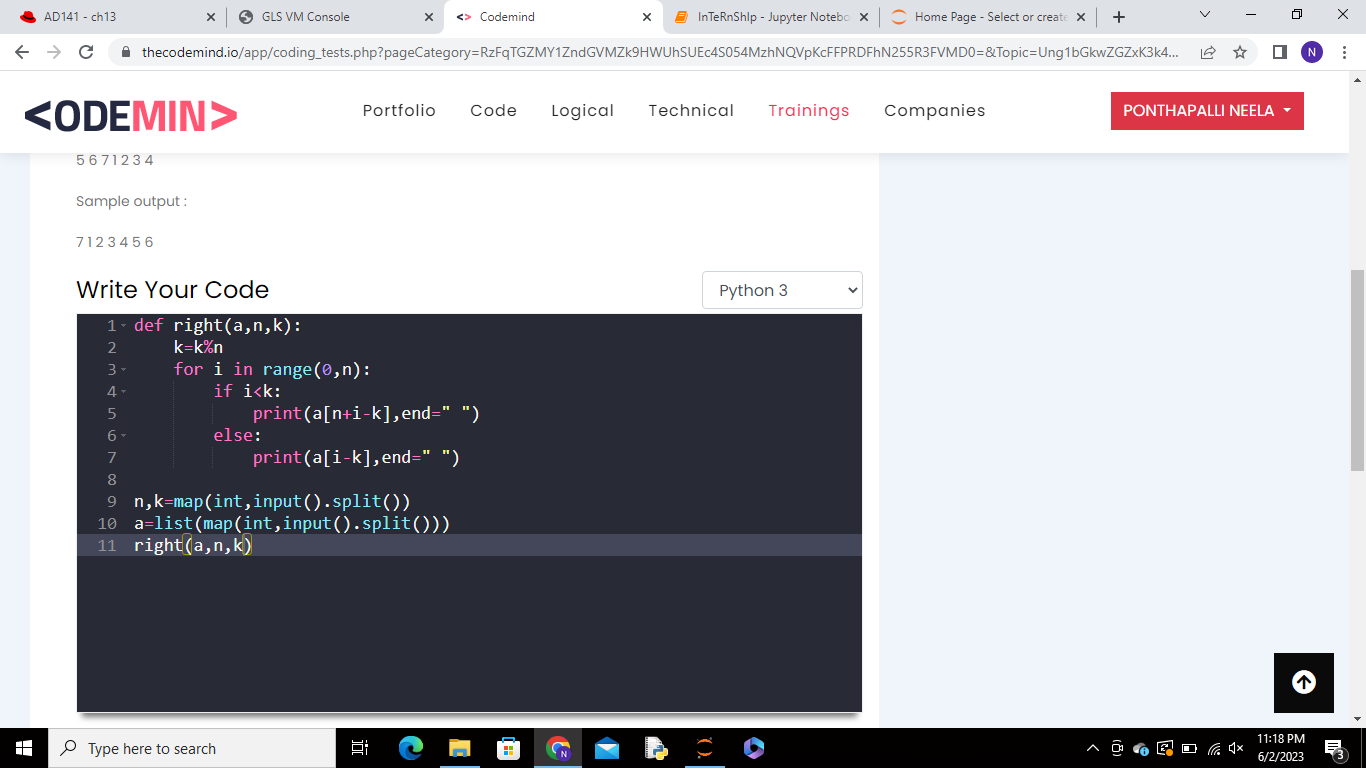 AD141 - ch13
GLS VM Console
<> Codemind
InTeRnShIp - Jupyter Notebo
Home Page - Select or create
thecodemind.io/app/coding_tests.php?pageCategory=RzFqTGZMY1ZndGVMZk9HWUhSUEc4S054MzhNQVpKcFFPRDFhN255R3FVMD0=&Topic=Ung1bGkwZGZxK3k4...
N
<ODEMIN>
Portfolio
Code
Logical
Technical
Trainings
Companies
PONTHAPALLI NEELA
5 6 7 1 2 3 4
Sample output :
7 1 2 3 4 5 6
Write Your Code
Python 3
1 def right(a,n,k):
2     k=k%n
3     for i in range(0,n):
4         if i<k:
5             print(a[n+i-k],end=" ")
6         else:
7             print(a[i-k],end=" ")
8
9 n,k=map(int,input().split())
10 a=list(map(int,input().split()))
11 right(a,n,k)
Type here to search
N
11:18 PM
6/2/2023
3